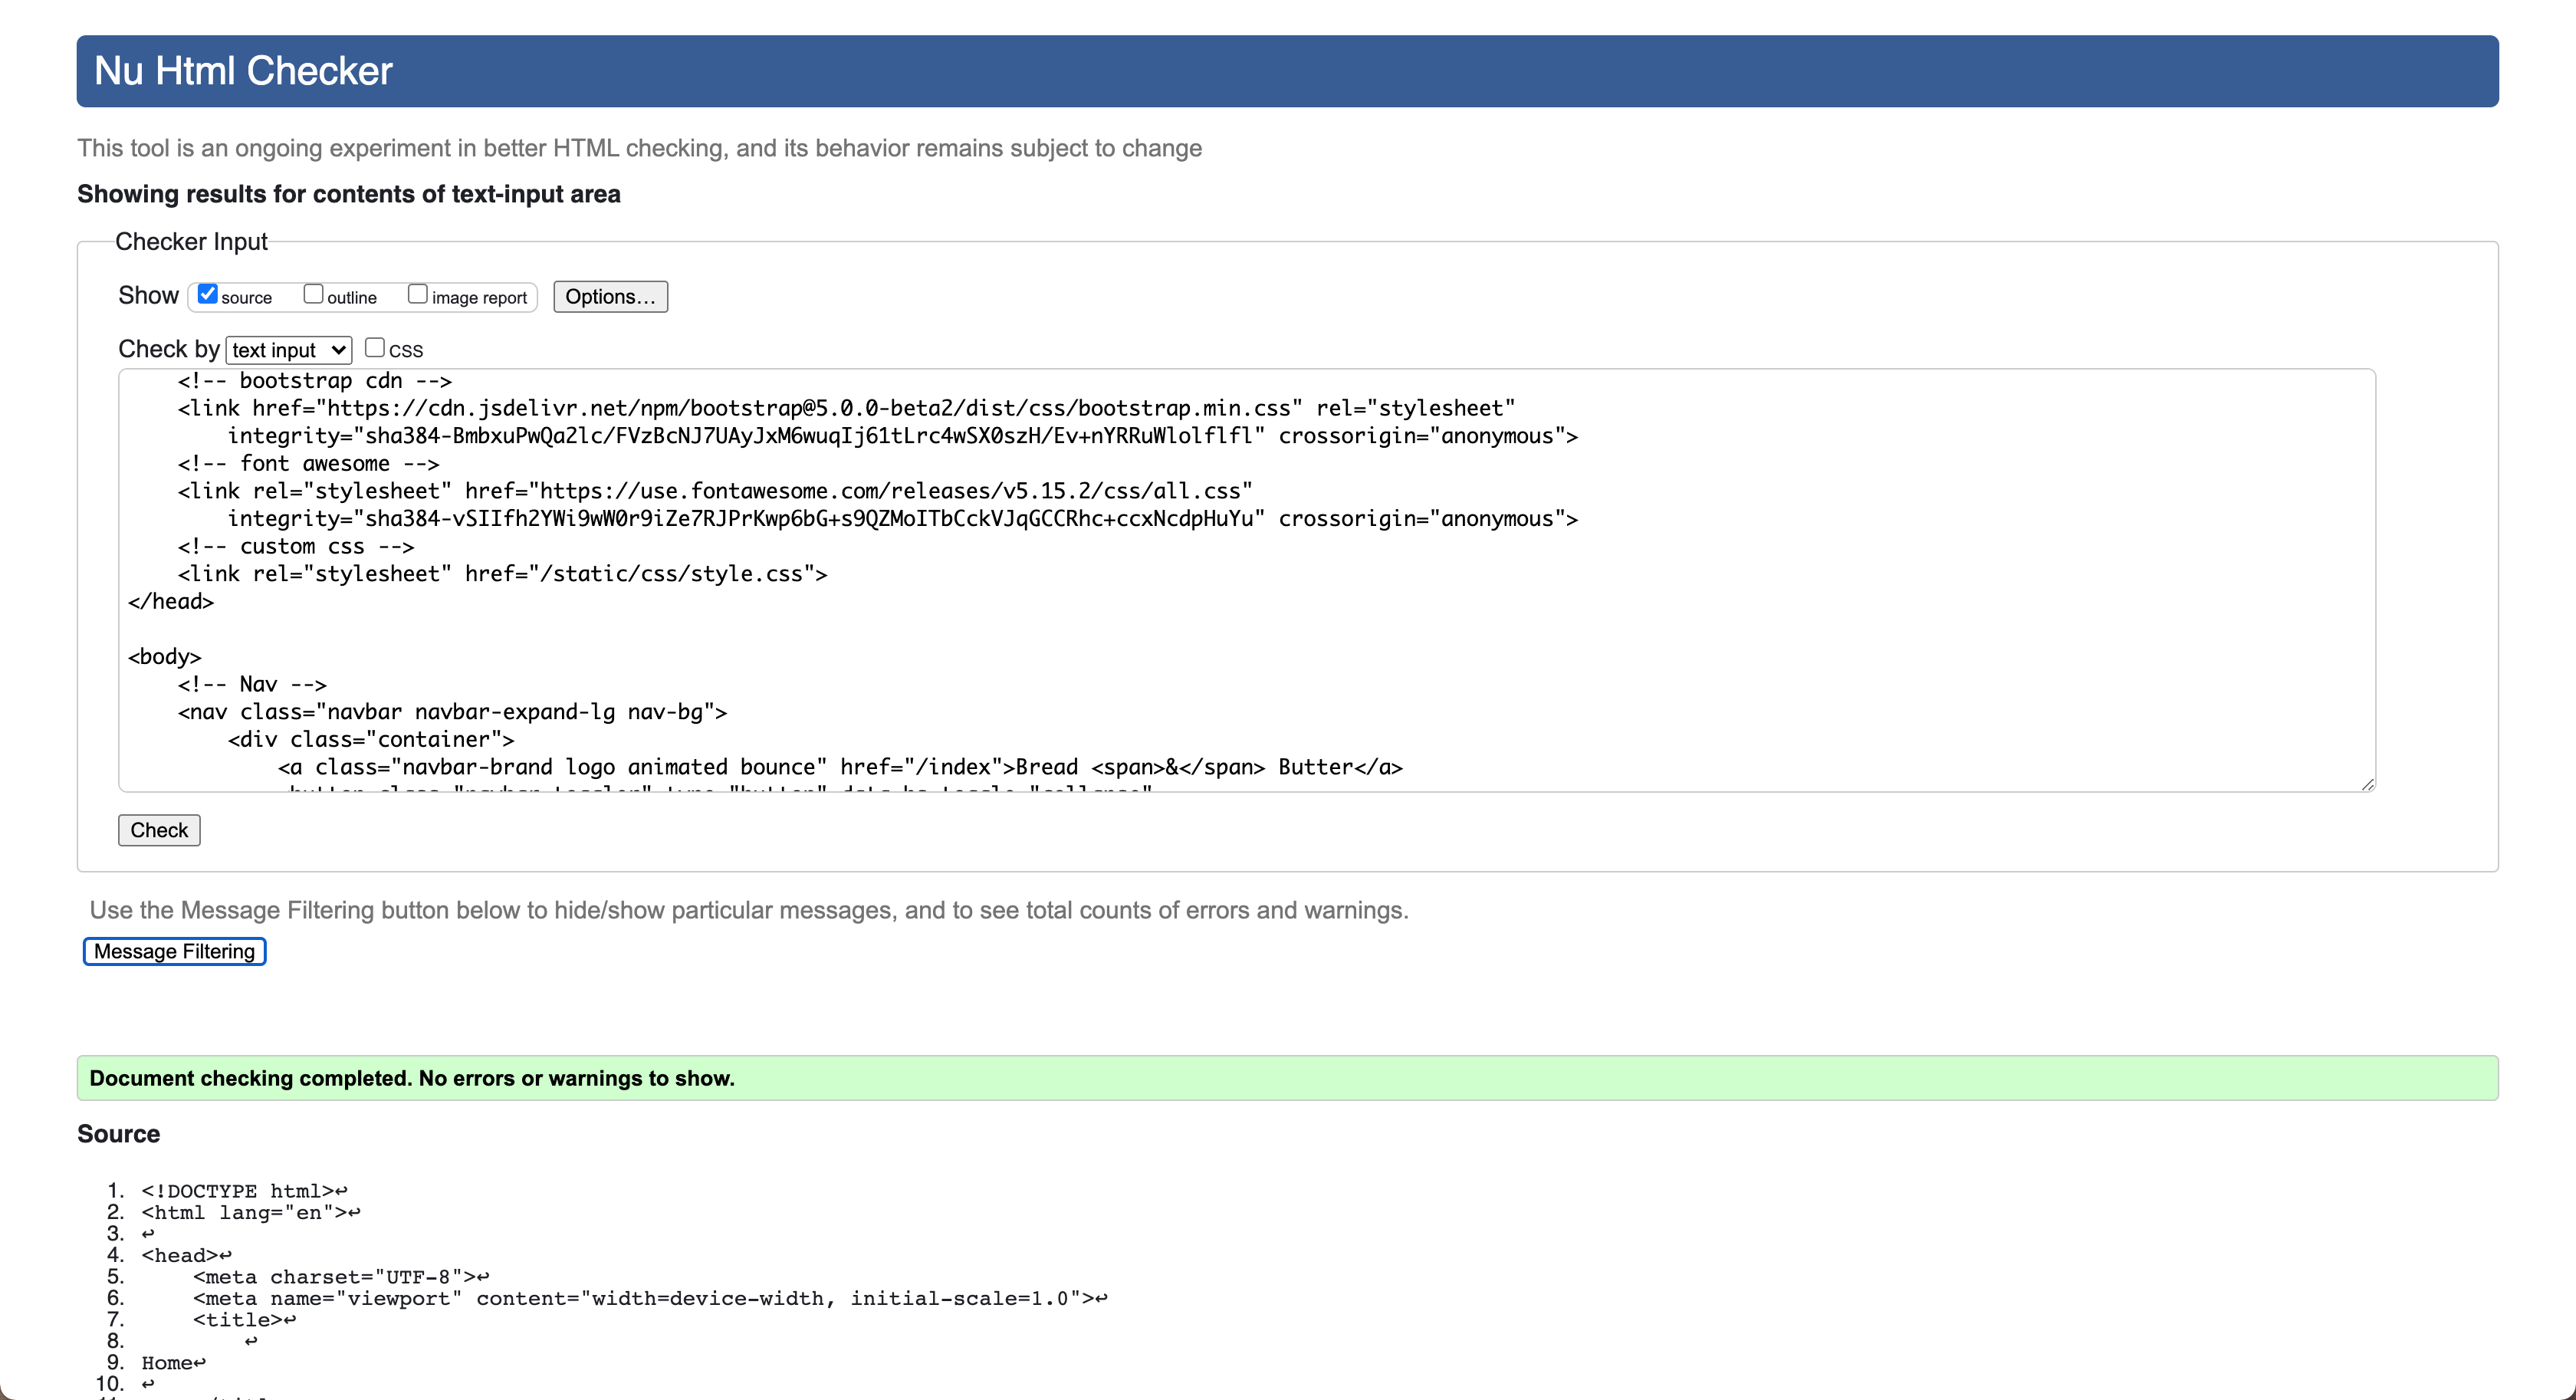 Nu Html Checker
This tool is an ongoing experiment in better HTML checking, and its behavior remains subject to change
Showing results for contents of text-input area
Checker Input
Show source outline image report Options...
Check by text input CSS
<!-- bootstrap cdn -->
<link href="https://cdn.jsdelivr.net/npm/bootstrap@5.0.0-beta2/dist/css/bootstrap.min.css" rel="stylesheet"
integrity="sha384-BmbxuPwQa2lc/FVzBcNJ7UAyJxM6wuqIj61tLrc4wSX0szH/Ev+nYRRuWlolflfl" crossorigin="anonymous">
<!-- font awesome -->
<link rel="stylesheet" href="https://use.fontawesome.com/releases/v5.15.2/css/all.css"
integrity="sha384-vSIIfh2YWi9wW0r9iZe7RJPrKwp6bG+s9QZMoITbCckVJqGCCRhc+ccxNcdpHuYu" crossorigin="anonymous">
<!-- custom css -->
<link rel="stylesheet" href="/static/css/style.css">
</head>
<body>
<!-- Nav -->
<nav class="navbar navbar-expand-lg nav-bg">
<div class="container">
<a class="navbar-brand logo animated bounce" href="/index">Bread <span>&</span> Butter</a>
<button class="navbar-toggler" type="button" data-bs-toggle="collapse"
Check
Use the Message Filtering button below to hide/show particular messages, and to see total counts of errors and warnings.
Message Filtering
Document checking completed. No errors or warnings to show.
Source
1. <!DOCTYPE html>↩
2. <html lang="en">↩
3. ↩
4. <head>↩
5. <meta charset="UTF-8">↩
6. <meta name="viewport" content="width=device-width, initial-scale=1.0">↩
7. <title>↩
8. ↩
9. Home↩
10. ↩